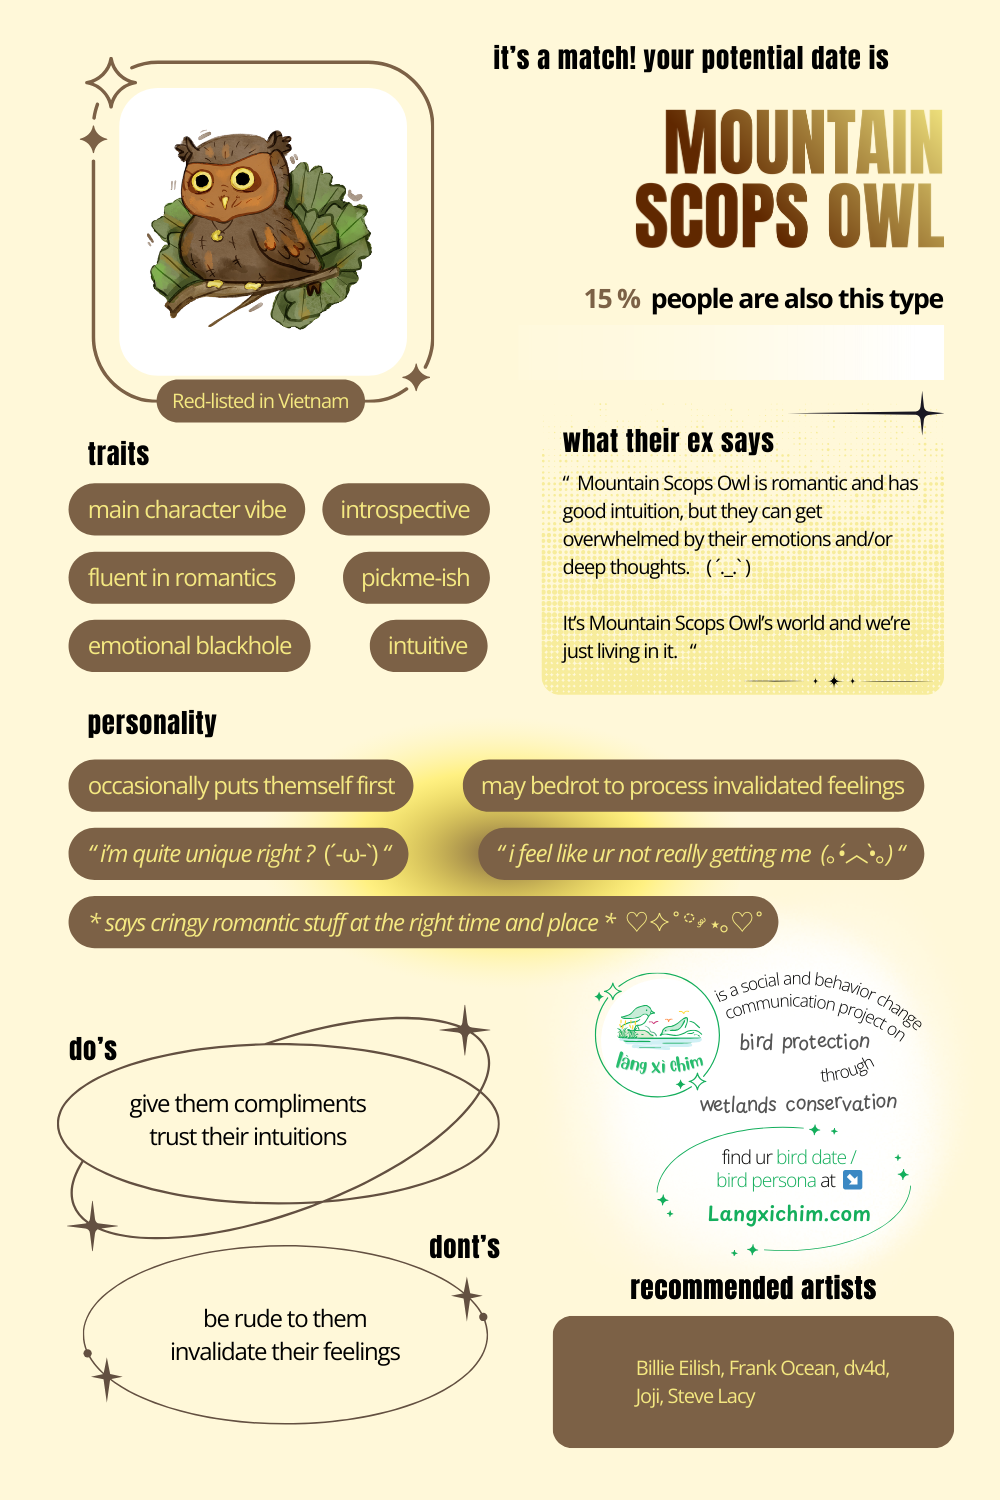 it's a match! your potential date is
MOUNTAIN
SCOPS OWL
15 % people are also this type
Red-listed in Vietnam
traits
main character vibe
introspective
fluent in romantics
pickme-ish
emotional blackhole
intuitive
what their ex says
“ Mountain Scops Owl is romantic and has
good intuition, but they can get
overwhelmed by their emotions and/or
deep thoughts. ( ´._.` )
It's Mountain Scops Owl's world and we're
just living in it. “
personality
occasionally puts themself first
may bedrot to process invalidated feelings
“ i'm quite unique right ? (´-ω-`) “
“ i feel like ur not really getting me (｡•́︿•̀｡) “
* says cringy romantic stuff at the right time and place * ♡✧˚ ༘ ⋆｡♡˚
do's
give them compliments
trust their intuitions
dont's
be rude to them
invalidate their feelings
làng xì chim
is a social and behavior change
communication project on
bird protection
through
wetlands conservation
find ur bird date /
bird persona at ↘️
Langxichim.com
recommended artists
Billie Eilish, Frank Ocean, dv4d,
Joji, Steve Lacy